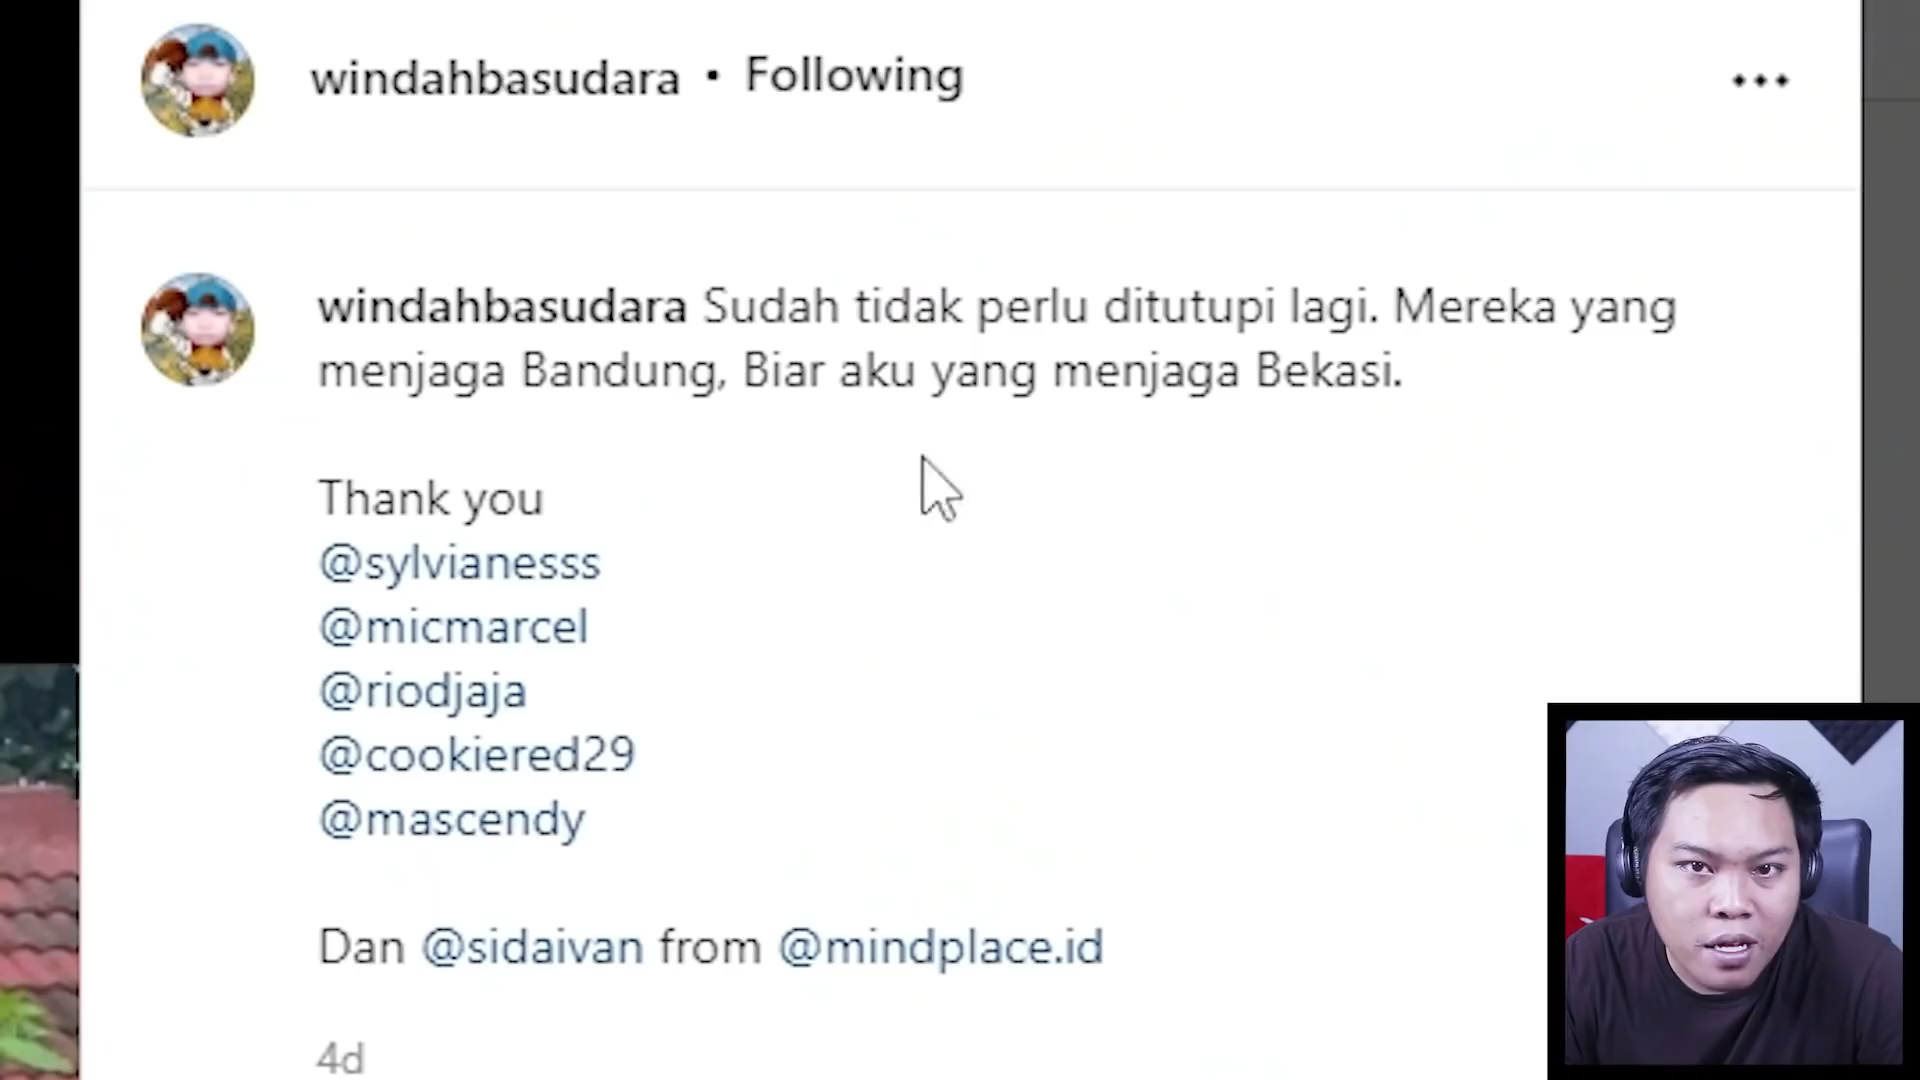 windahbasudara • Following
windahbasudara Sudah tidak perlu ditutupi lagi. Mereka yang
menjaga Bandung, Biar aku yang menjaga Bekasi.
Thank you
@sylvianesss
@micmarcel
@riodjaja
@cookiered29
@mascendy
Dan @sidaivan from @mindplace.id
4d